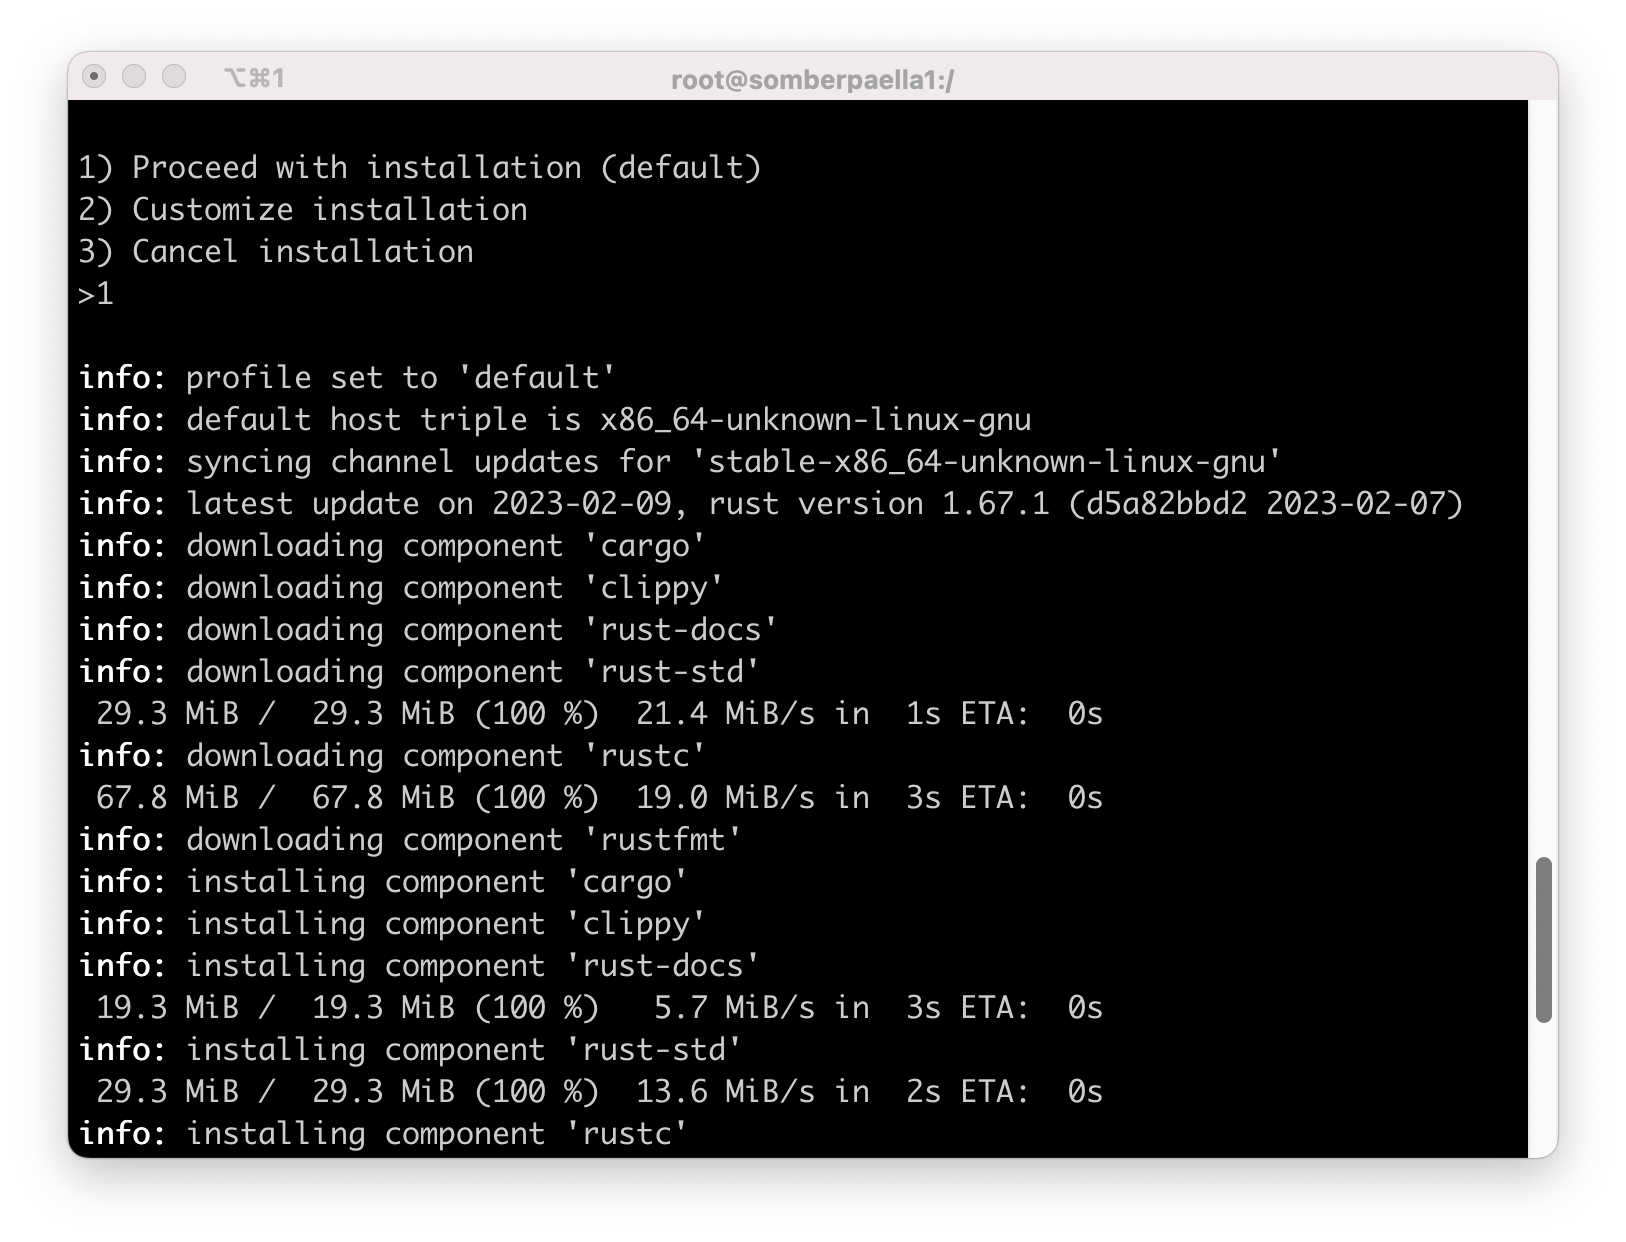 ⌥⌘1
root@somberpaella1:/
1) Proceed with installation (default)
2) Customize installation
3) Cancel installation
>1
info: profile set to 'default'
info: default host triple is x86_64-unknown-linux-gnu
info: syncing channel updates for 'stable-x86_64-unknown-linux-gnu'
info: latest update on 2023-02-09, rust version 1.67.1 (d5a82bbd2 2023-02-07)
info: downloading component 'cargo'
info: downloading component 'clippy'
info: downloading component 'rust-docs'
info: downloading component 'rust-std'
 29.3 MiB /  29.3 MiB (100 %)  21.4 MiB/s in  1s ETA:  0s
info: downloading component 'rustc'
 67.8 MiB /  67.8 MiB (100 %)  19.0 MiB/s in  3s ETA:  0s
info: downloading component 'rustfmt'
info: installing component 'cargo'
info: installing component 'clippy'
info: installing component 'rust-docs'
 19.3 MiB /  19.3 MiB (100 %)   5.7 MiB/s in  3s ETA:  0s
info: installing component 'rust-std'
 29.3 MiB /  29.3 MiB (100 %)  13.6 MiB/s in  2s ETA:  0s
info: installing component 'rustc'